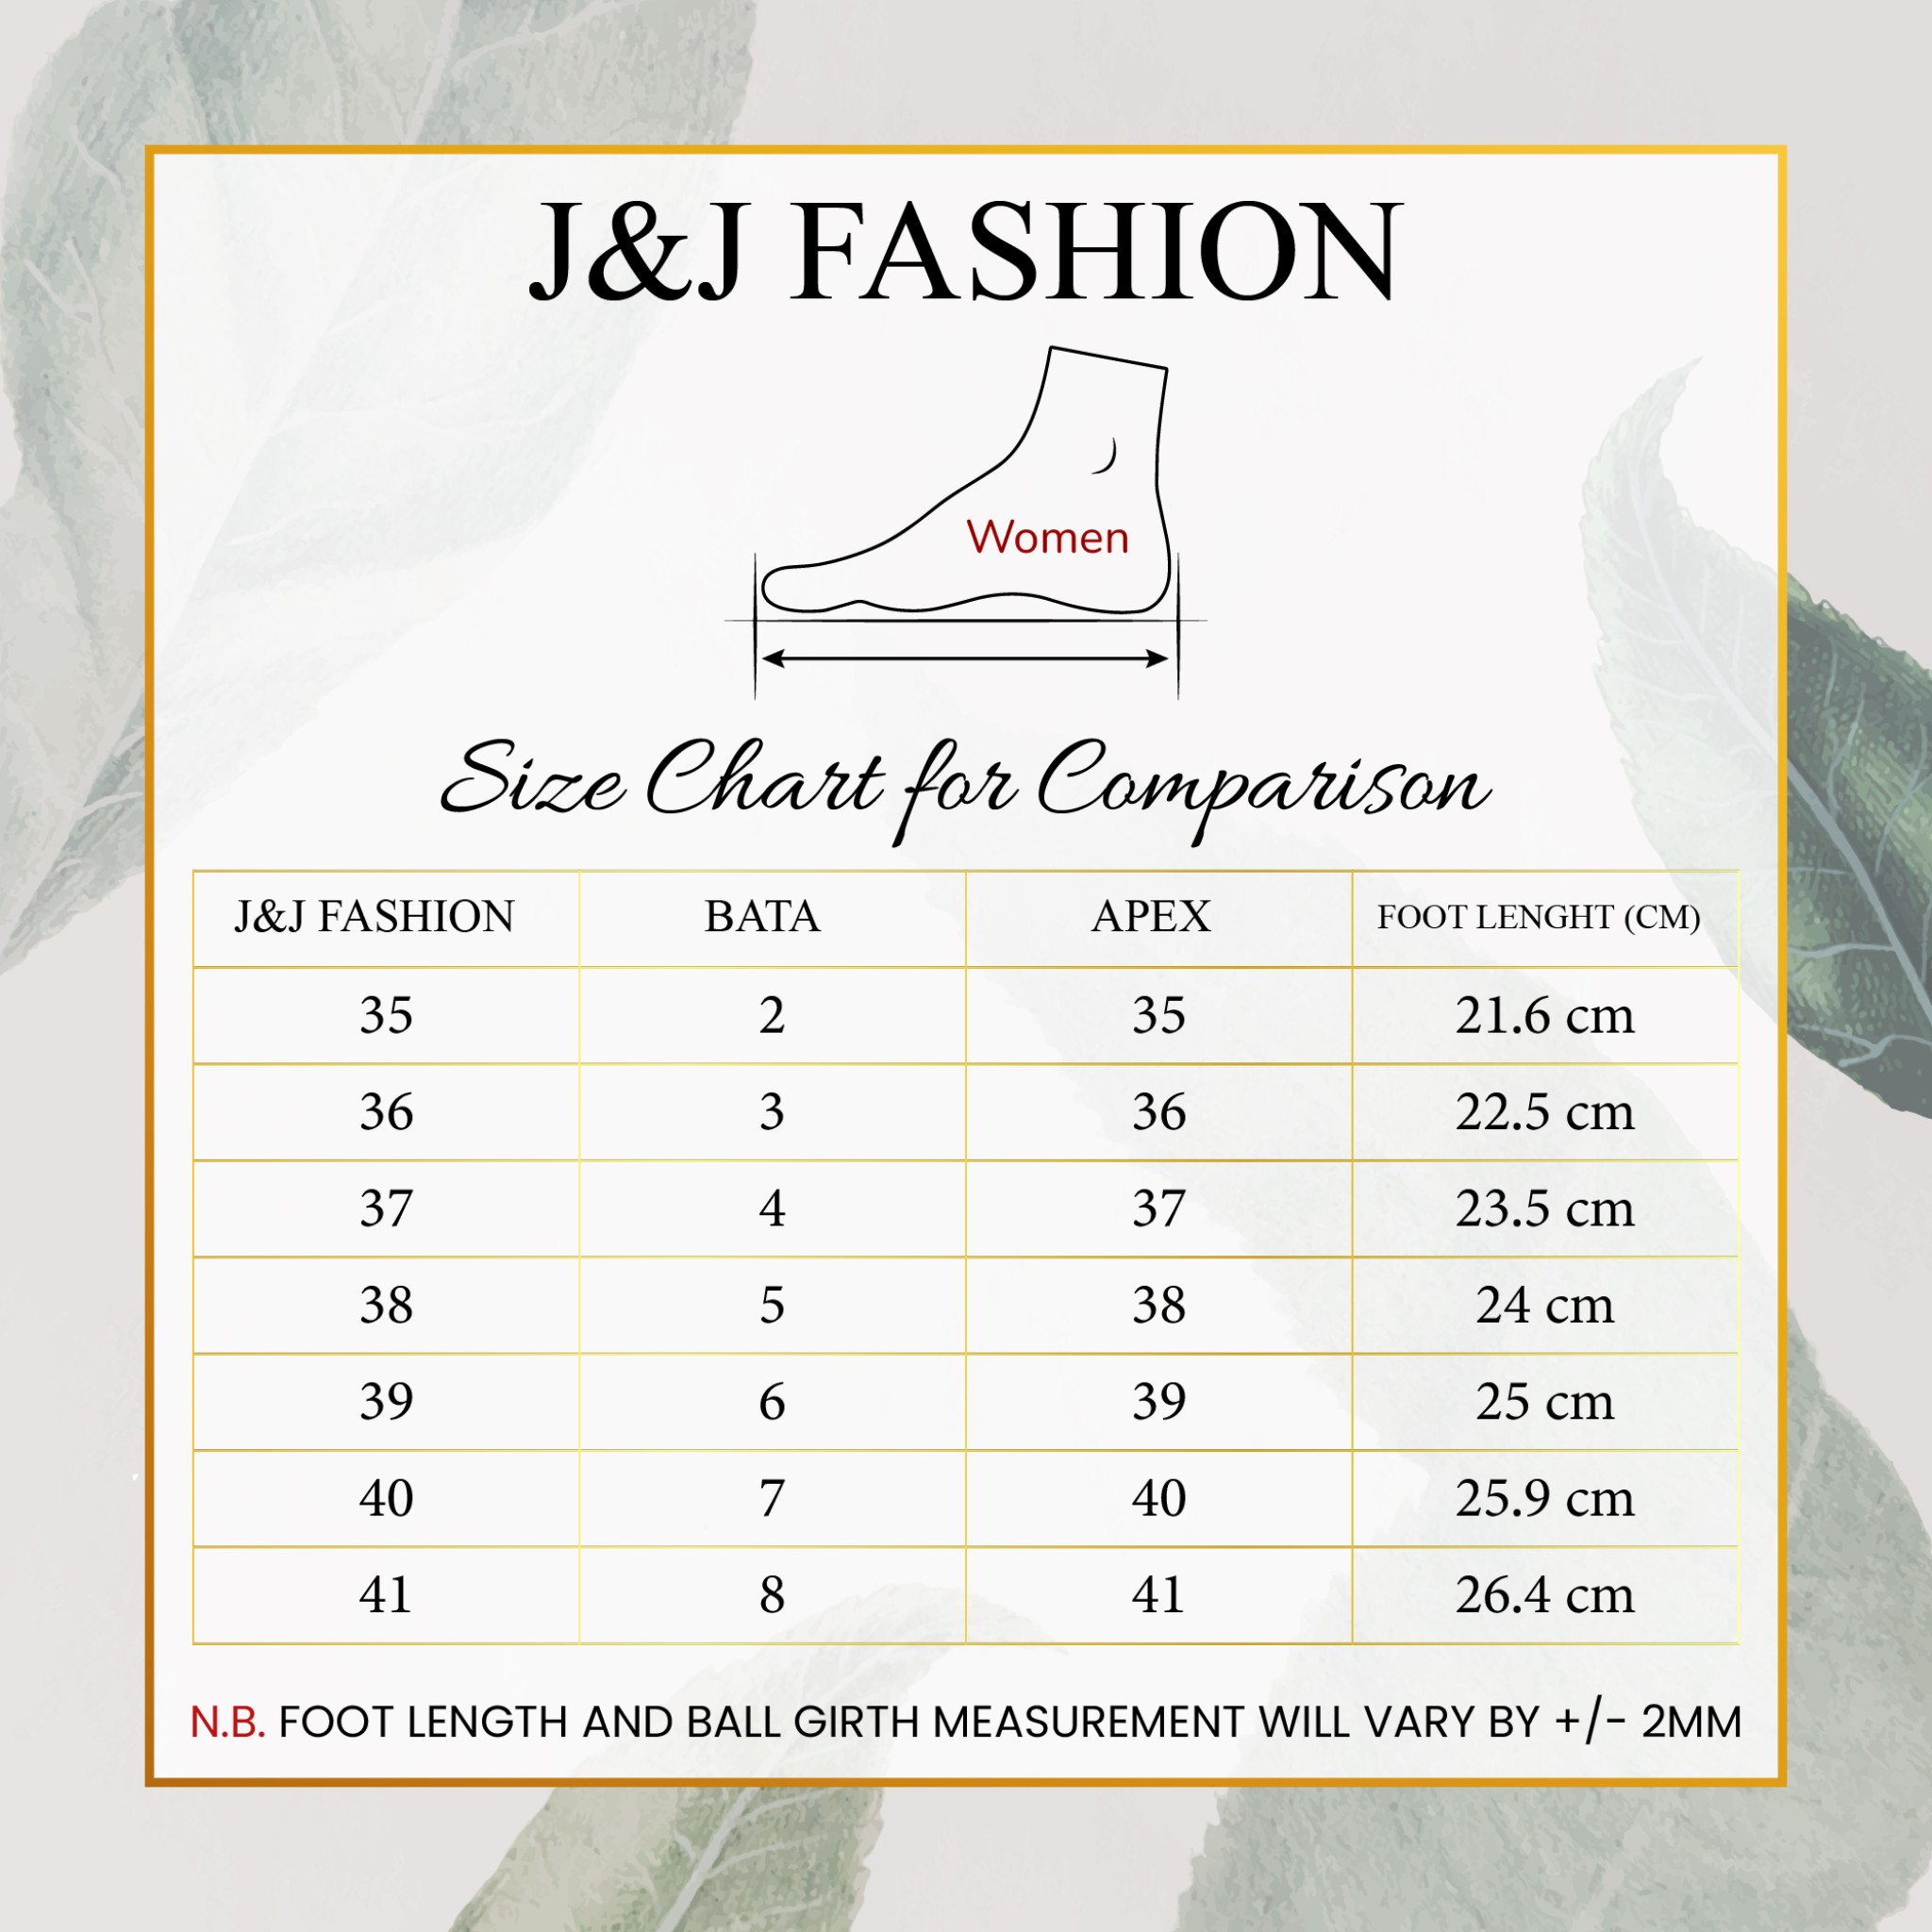 J&J FASHION
Women
Size Chart for Comparison
J&J FASHION BATA APEX FOOT LENGHT (CM)
35 2 35 21.6 cm
36 3 36 22.5 cm
37 4 37 23.5 cm
38 5 38 24 cm
39 6 39 25 cm
40 7 40 25.9 cm
41 8 41 26.4 cm
N.B. FOOT LENGTH AND BALL GIRTH MEASUREMENT WILL VARY BY +/- 2MM